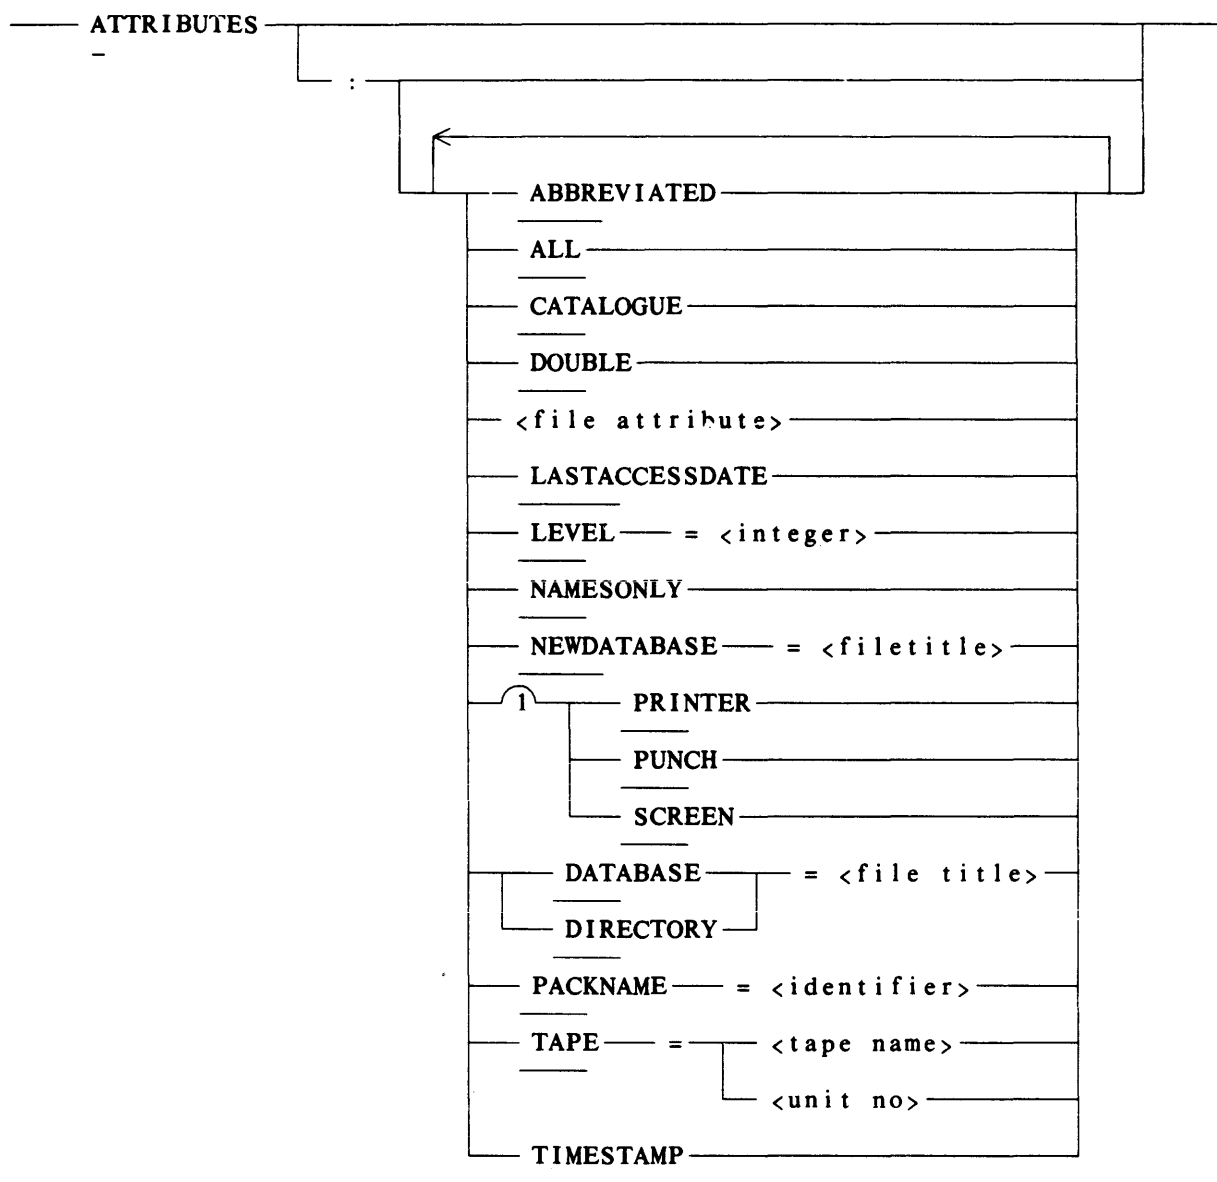 ATTRIBUTES
:
ABBREVIATED
ALL
CATALOGUE
DOUBLE
<file attribute>
LASTACCESSDATE
LEVEL = <integer>
NAMESONLY
NEWDATABASE = <filetitle>
1 PRINTER
PUNCH
SCREEN
DATABASE = <file title>
DIRECTORY
PACKNAME = <identifier>
TAPE = <tape name>
<unit no>
TIMESTAMP